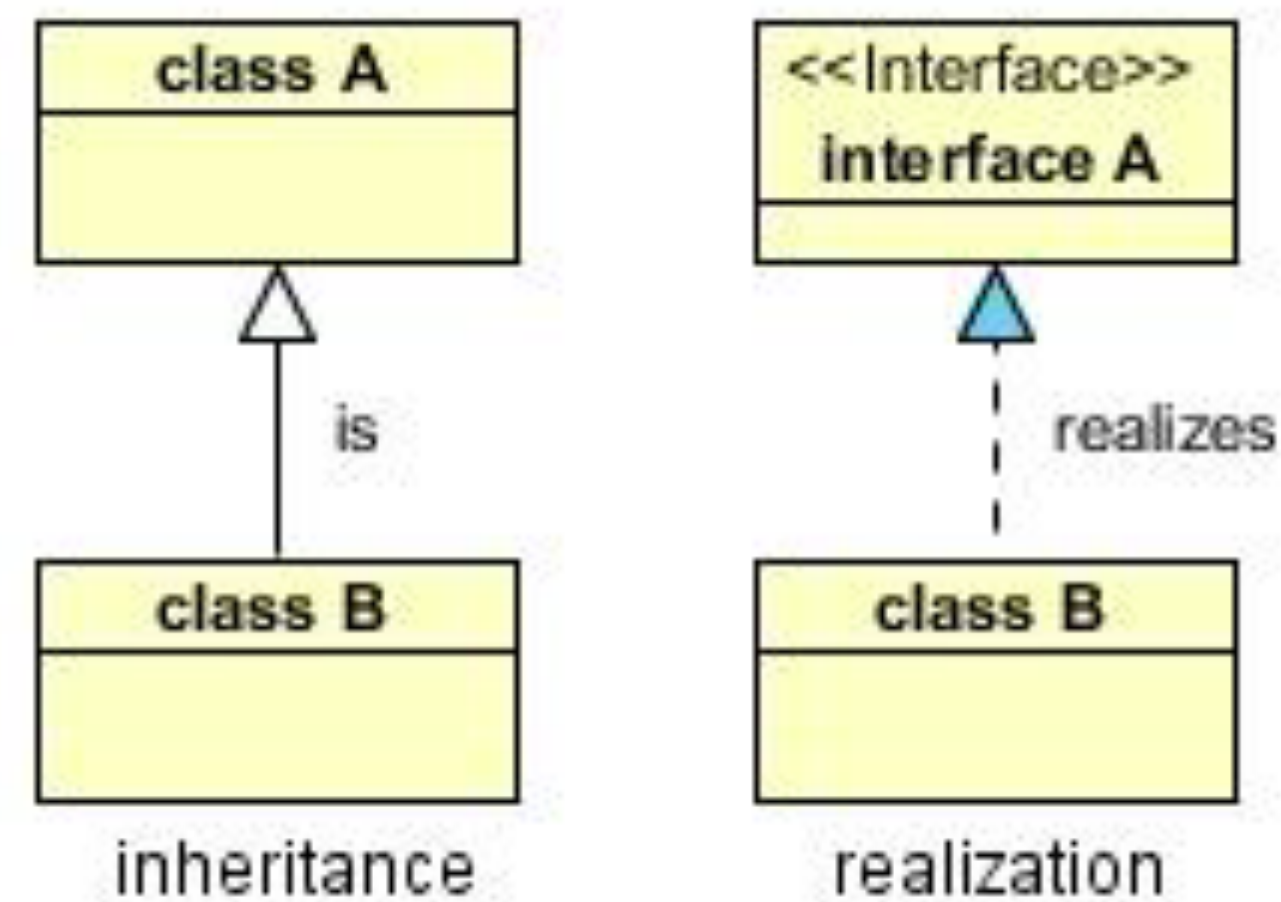 class A
is
class B
inheritance
<<Interface>>
interface A
realizes
class B
realization